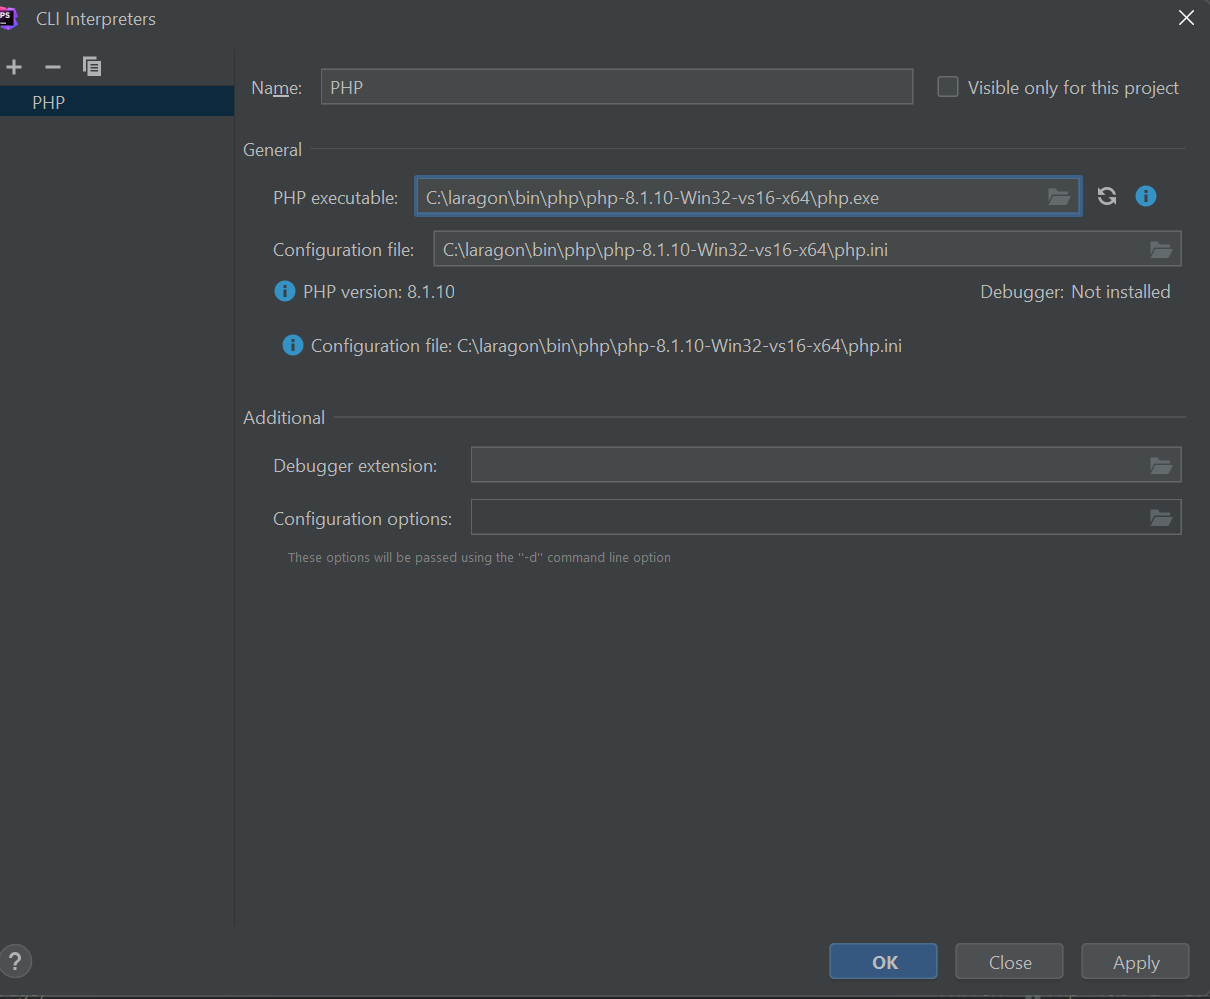 PS
CLI Interpreters
PHP
Name: PHP
Visible only for this project
General
PHP executable: C:\laragon\bin\php\php-8.1.10-Win32-vs16-x64\php.exe
Configuration file: C:\laragon\bin\php\php-8.1.10-Win32-vs16-x64\php.ini
PHP version: 8.1.10
Debugger: Not installed
Configuration file: C:\laragon\bin\php\php-8.1.10-Win32-vs16-x64\php.ini
Additional
Debugger extension:
Configuration options:
These options will be passed using the "-d" command line option
?
OK
Close
Apply